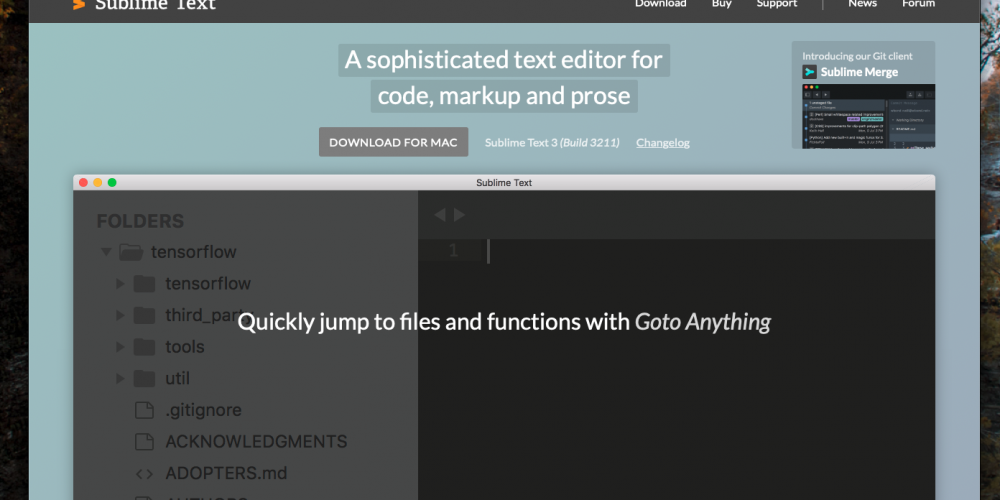 Sublime Text
Download Buy Support News Forum
A sophisticated text editor for
code, markup and prose
DOWNLOAD FOR MAC Sublime Text 3 (Build 3211) Changelog
Introducing our Git client
Sublime Merge
Sublime Text
FOLDERS
tensorflow
tensorflow
third_par
tools
util
.gitignore
ACKNOWLEDGMENTS
ADOPTERS.md
AUTHORS
1
Quickly jump to files and functions with Goto Anything